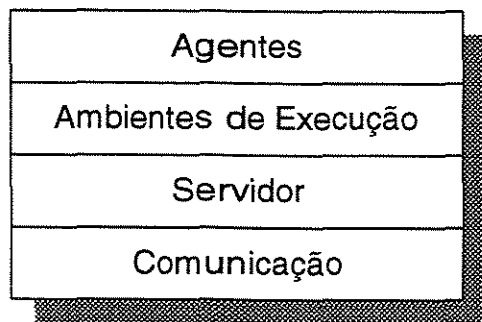 Agentes
Ambientes de Execução
Servidor
Comunicação